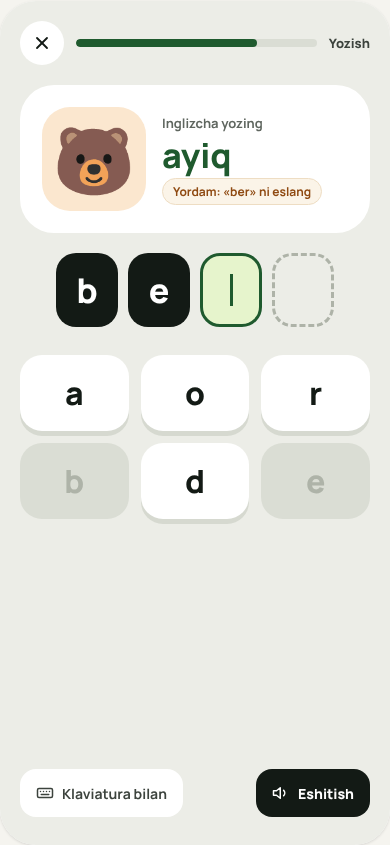 Yozish
Inglizcha yozing
ayiq
Yordam: «ber» ni eslang
b e
a o r
b d e
Klaviatura bilan
Eshitish